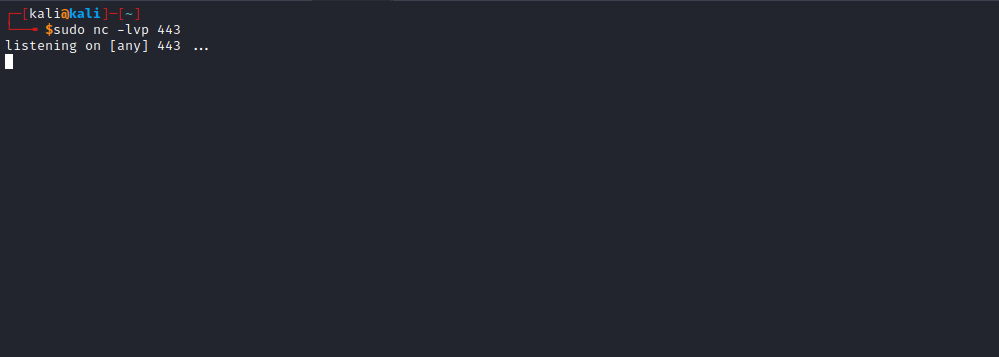 ┌─[kali@kali]─[~]
└──╼ $sudo nc -lvp 443
listening on [any] 443 ...